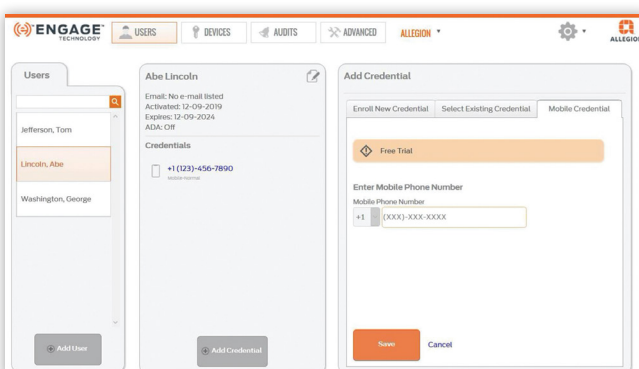 ENGAGE™
TECHNOLOGY
USERS
DEVICES
AUDITS
ADVANCED
ALLEGION
ALLEGION
Users
Jefferson, Tom
Lincoln, Abe
Washington, George
Add User
Abe Lincoln
Email: No e-mail listed
Activated: 12-09-2019
Expires: 12-09-2024
ADA: Off
Credentials
+1 (123)-456-7890
Mobile-Normal
Add Credential
Add Credential
Enroll New Credential
Select Existing Credential
Mobile Credential
Free Trial
Enter Mobile Phone Number
Mobile Phone Number
+1
(XXX)-XXX-XXXX
Save
Cancel